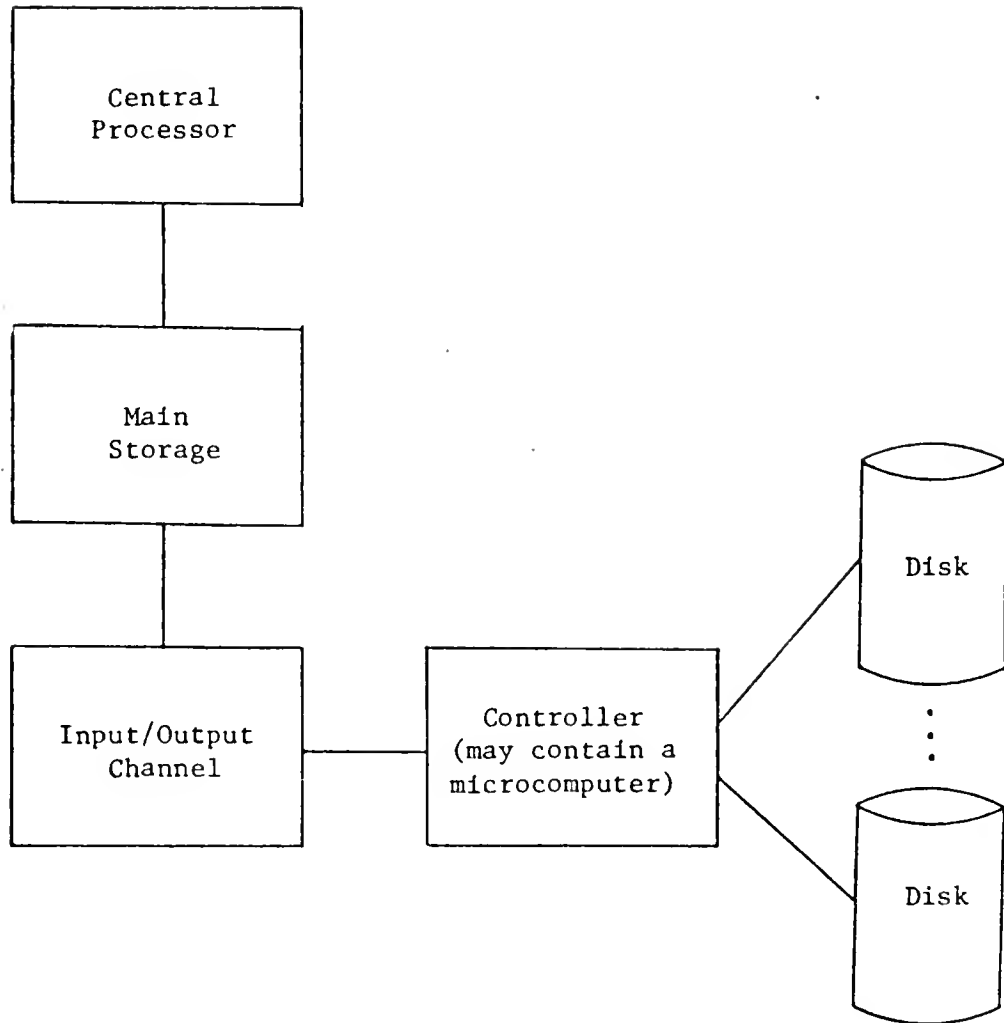 Central
Processor
Main
Storage
Input/Output
Channel
Controller
(may contain a
microcomputer)
Disk
Disk